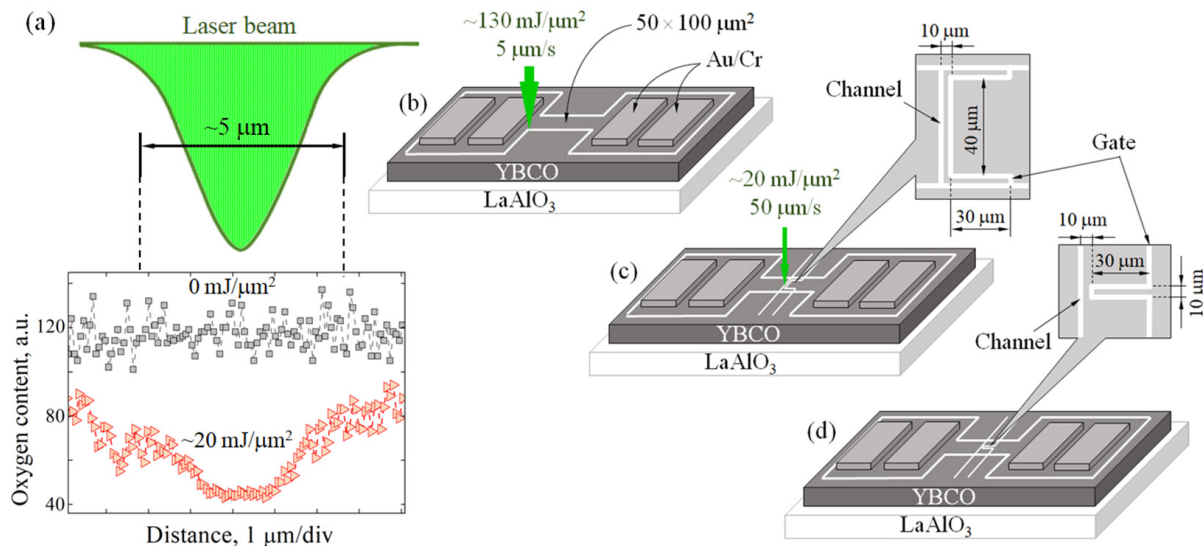 (a)
Laser beam
~5 μm
0 mJ/μm²
~20 mJ/μm²
120
80
40
Oxygen content, a.u.
Distance, 1 μm/div
(b)
~130 mJ/μm²
5 μm/s
50 × 100 μm²
Au/Cr
YBCO
LaAlO₃
(c)
~20 mJ/μm²
50 μm/s
YBCO
LaAlO₃
10 μm
Channel
40 μm
30 μm
Gate
10 μm
30 μm
10 μm
Channel
(d)
YBCO
LaAlO₃